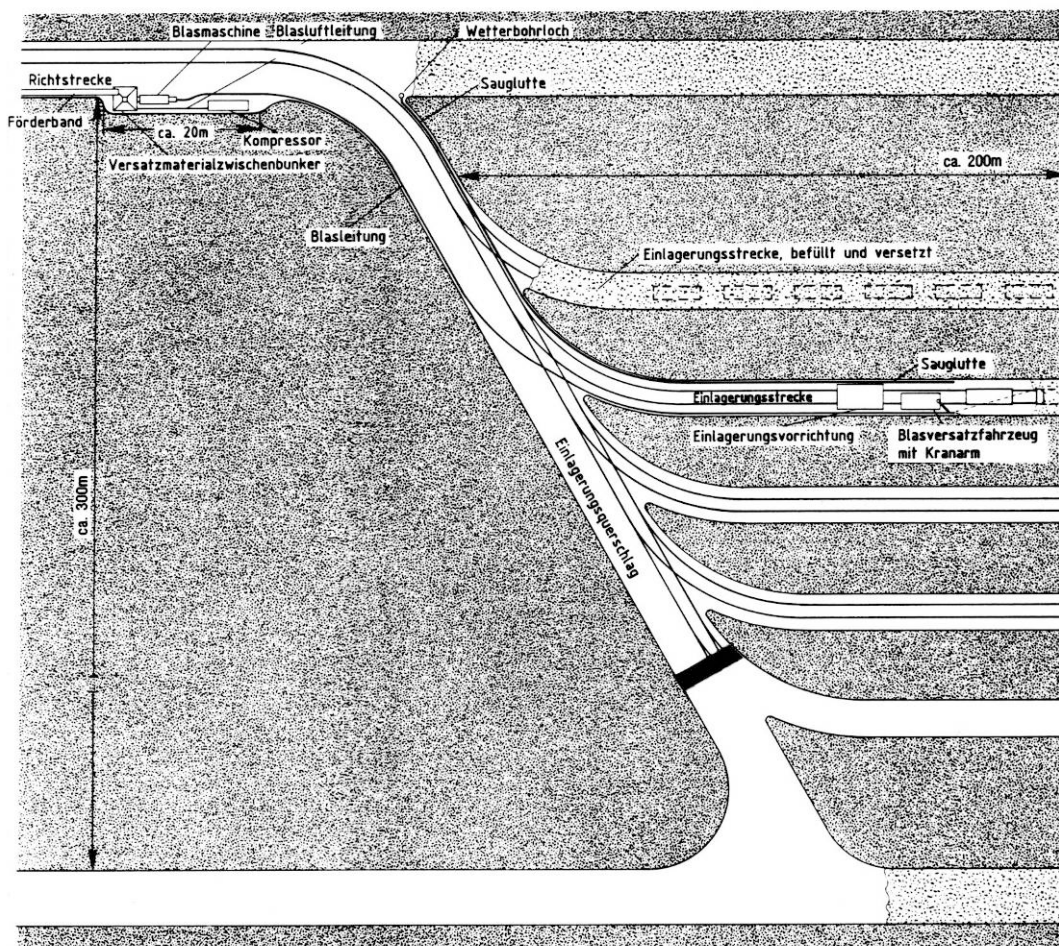 Blasmaschine
Blasluftleitung
Wetterbohrloch
Richtstrecke
Sauglutte
Förderband
ca. 20m
Kompressor
Versatzmaterialzwischenbunker
ca. 200m
Blasleitung
Einlagerungsstrecke, befüllt und versetzt
Sauglutte
Einlagerungsstrecke
Einlagerungsvorrichtung
Blasversatzfahrzeug
mit Kranarm
Einlagerungsquerschlag
ca. 300m